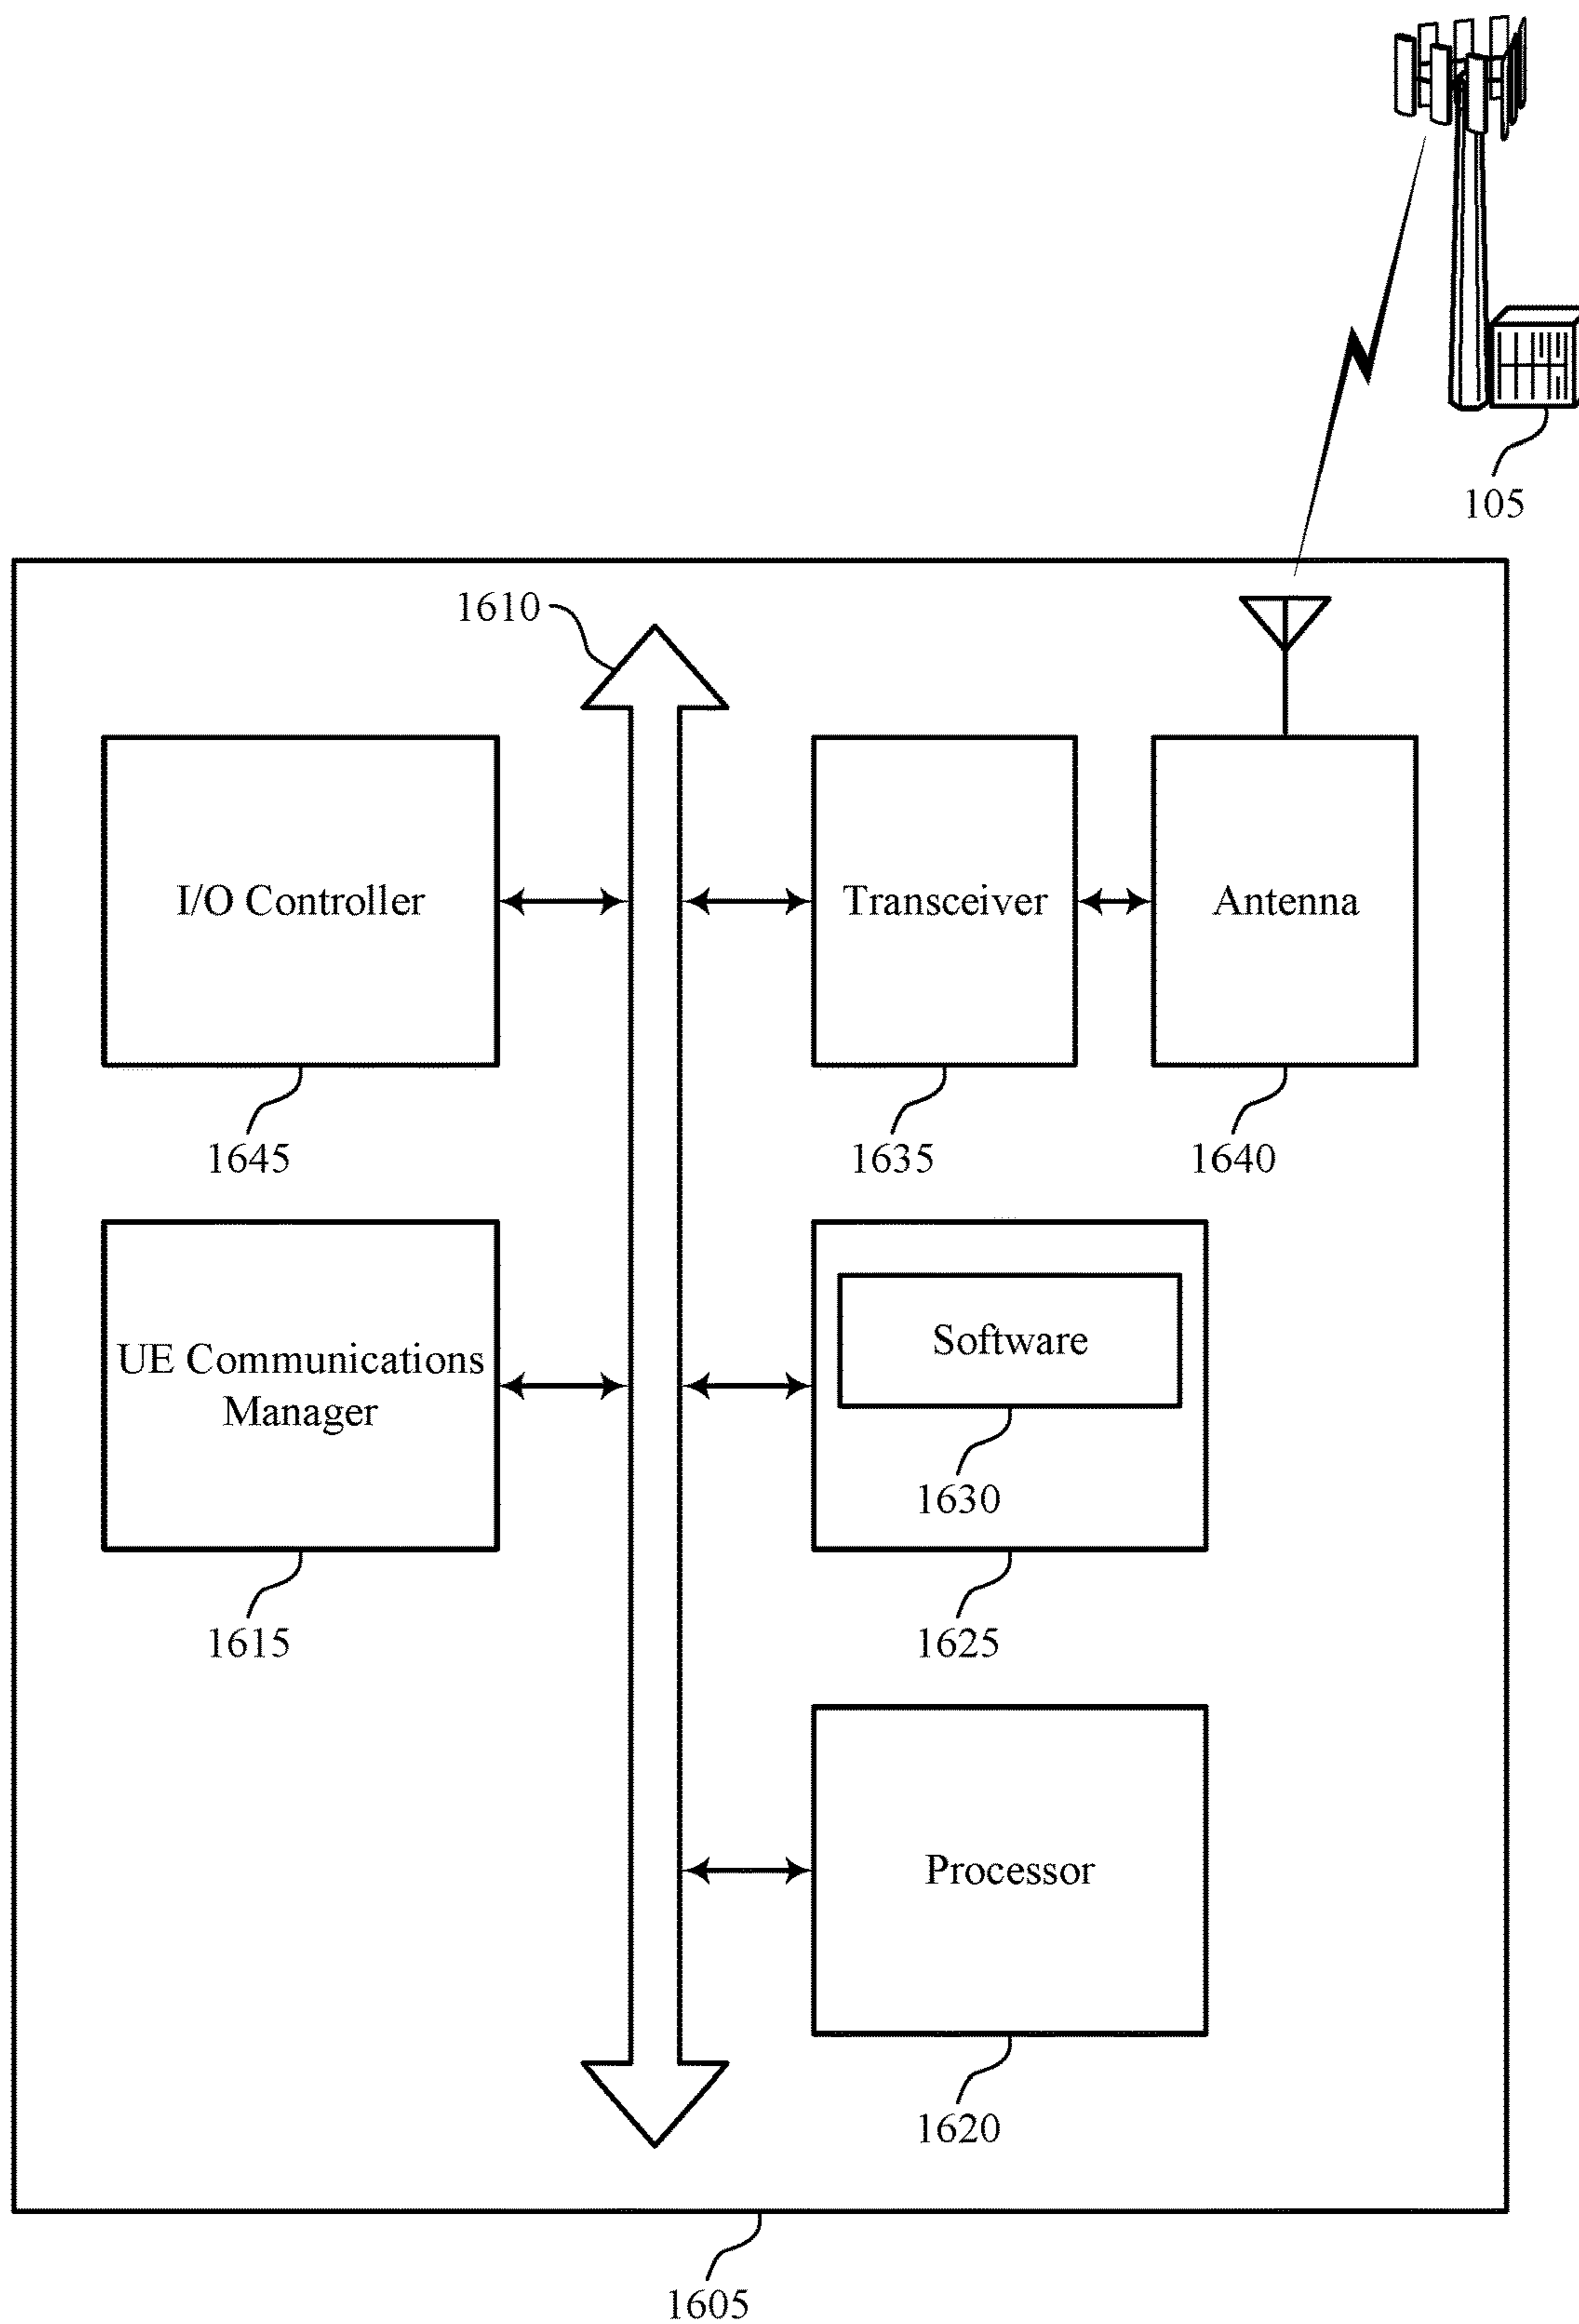 105
1610
I/O Controller
Transceiver
Antenna
1645
1635
1640
UE Communications
Manager
Software
1630
1615
1625
Processor
1620
1605